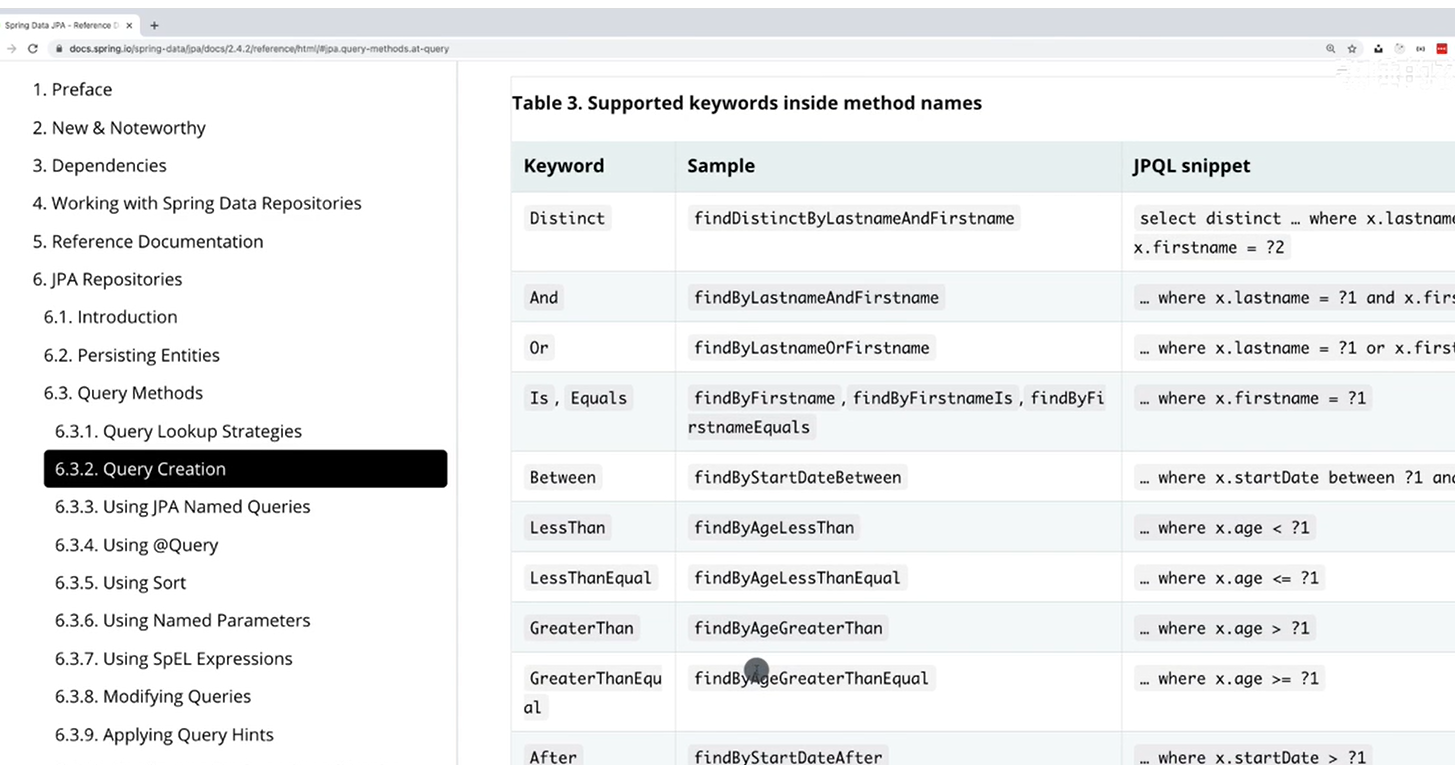 Spring Data JPA - Reference D
docs.spring.io/spring-data/jpa/docs/2.4.2/reference/html/#jpa.query-methods.at-query
1. Preface
2. New & Noteworthy
3. Dependencies
4. Working with Spring Data Repositories
5. Reference Documentation
6. JPA Repositories
6.1. Introduction
6.2. Persisting Entities
6.3. Query Methods
6.3.1. Query Lookup Strategies
6.3.2. Query Creation
6.3.3. Using JPA Named Queries
6.3.4. Using @Query
6.3.5. Using Sort
6.3.6. Using Named Parameters
6.3.7. Using SpEL Expressions
6.3.8. Modifying Queries
6.3.9. Applying Query Hints
Table 3. Supported keywords inside method names
Keyword Sample JPQL snippet
Distinct findDistinctByLastnameAndFirstname select distinct … where x.lastname
x.firstname = ?2
And findByLastnameAndFirstname … where x.lastname = ?1 and x.firs
Or findByLastnameOrFirstname … where x.lastname = ?1 or x.first
Is , Equals findByFirstname , findByFirstnameIs , findByFi … where x.firstname = ?1
rstnameEquals
Between findByStartDateBetween … where x.startDate between ?1 and
LessThan findByAgeLessThan … where x.age < ?1
LessThanEqual findByAgeLessThanEqual … where x.age <= ?1
GreaterThan findByAgeGreaterThan … where x.age > ?1
GreaterThanEqu findByAgeGreaterThanEqual … where x.age >= ?1
al
After findByStartDateAfter … where x.startDate > ?1